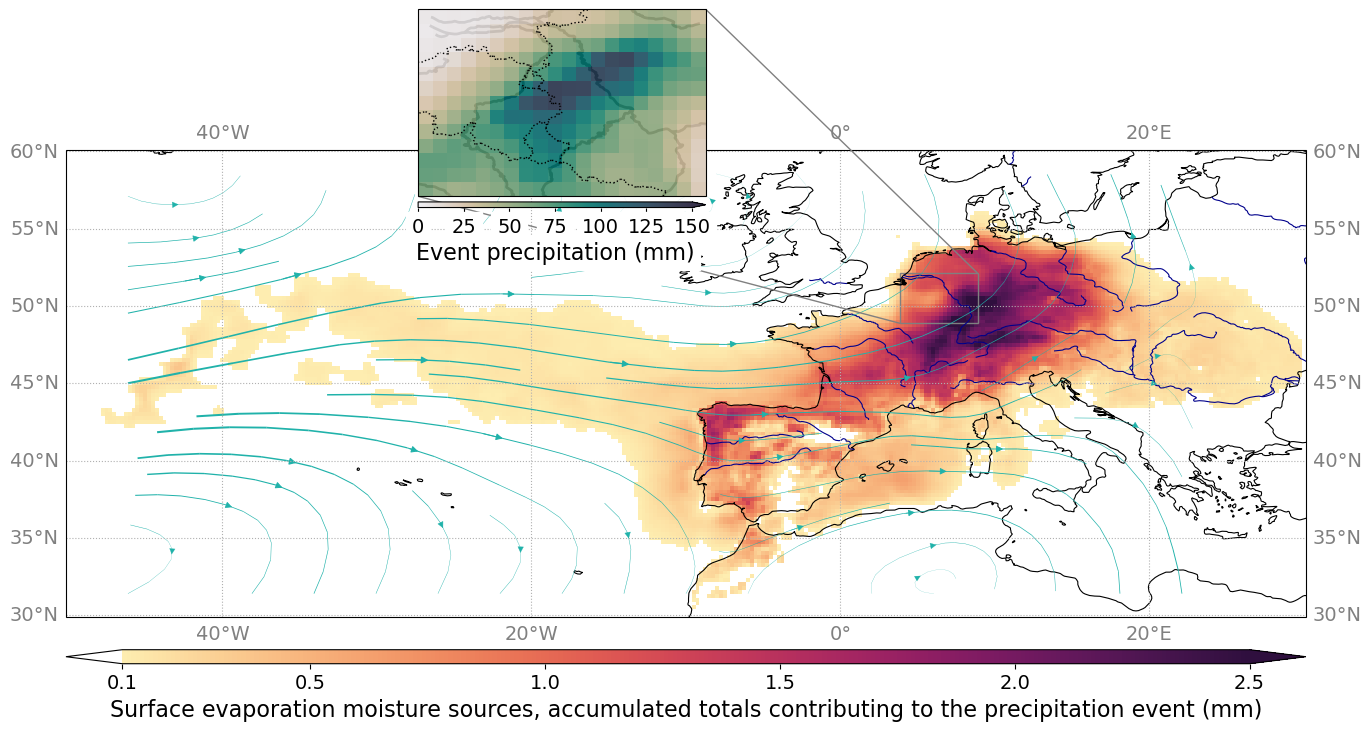 40°W 0° 20°E
60°N 60°N
55°N 55°N
0 25 50 75 100 125 150
Event precipitation (mm)
50°N 50°N
45°N 45°N
40°N 40°N
35°N 35°N
30°N 30°N
40°W 20°W 0° 20°E
0.1 0.5 1.0 1.5 2.0 2.5
Surface evaporation moisture sources, accumulated totals contributing to the precipitation event (mm)